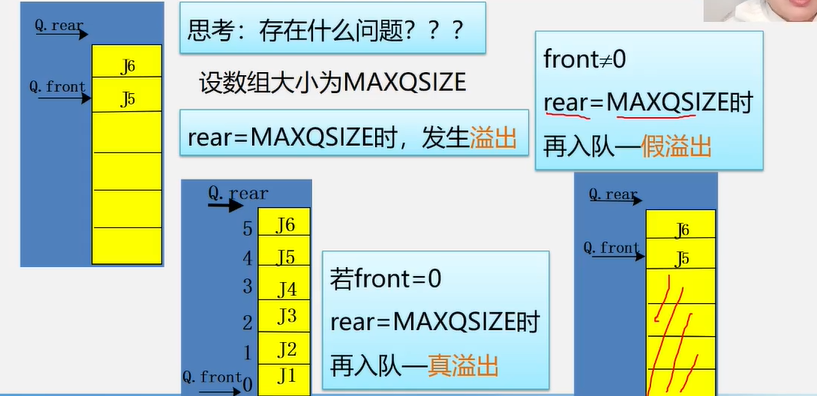 Q.rear
J6
Q.front
J5
思考：存在什么问题？？？
设数组大小为MAXQSIZE
rear=MAXQSIZE时，发生溢出
front≠0
rear=MAXQSIZE时
再入队—假溢出
Q.rear
5 J6
4 J5
3 J4
2 J3
1 J2
Q.front 0 J1
若front=0
rear=MAXQSIZE时
再入队—真溢出
Q.rear
J6
Q.front
J5